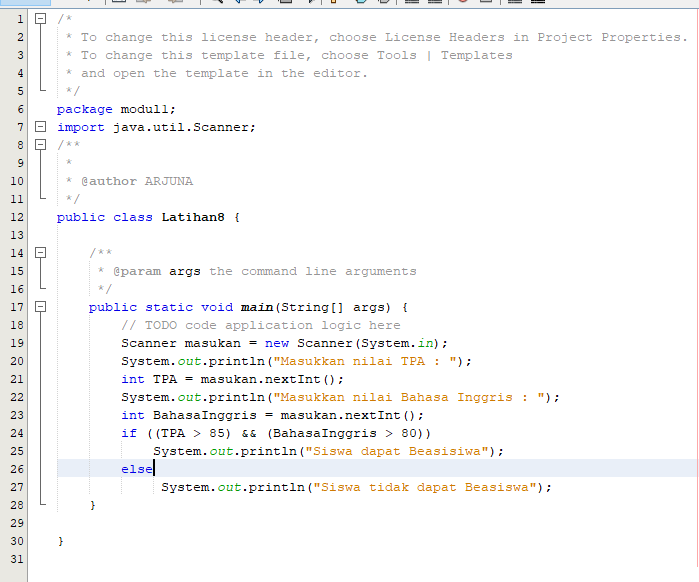 1 /*
2  * To change this license header, choose License Headers in Project Properties.
3  * To change this template file, choose Tools | Templates
4  * and open the template in the editor.
5  */
6 package modul1;
7 import java.util.Scanner;
8 /**
9  *
10  * @author ARJUNA
11  */
12 public class Latihan8 {
13
14     /**
15      * @param args the command line arguments
16      */
17     public static void main(String[] args) {
18         // TODO code application logic here
19         Scanner masukan = new Scanner(System.in);
20         System.out.println("Masukkan nilai TPA : ");
21         int TPA = masukan.nextInt();
22         System.out.println("Masukkan nilai Bahasa Inggris : ");
23         int BahasaInggris = masukan.nextInt();
24         if ((TPA > 85) && (BahasaInggris > 80))
25             System.out.println("Siswa dapat Beasisiwa");
26         else
27              System.out.println("Siswa tidak dapat Beasiswa");
28     }
29
30 }
31